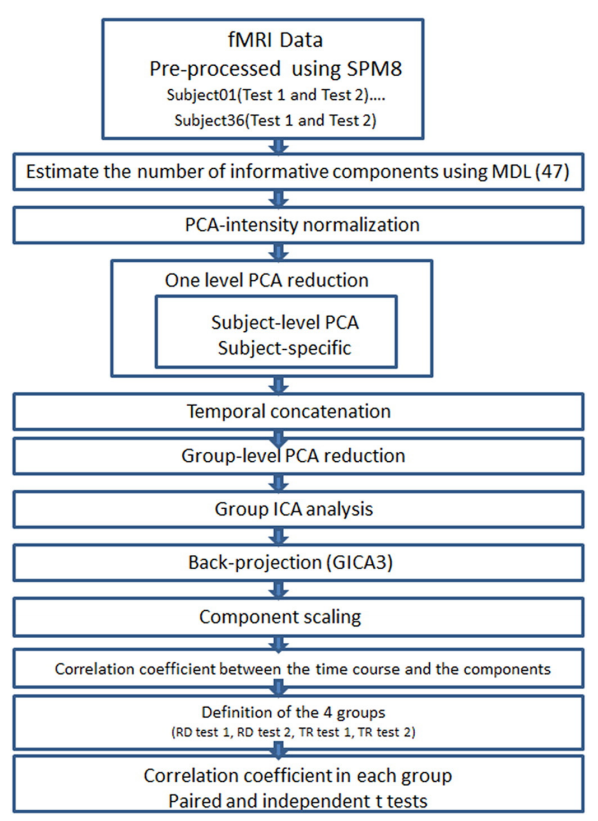 fMRI Data
Pre-processed using SPM8
Subject01(Test 1 and Test 2)....
Subject36(Test 1 and Test 2)
Estimate the number of informative components using MDL (47)
PCA-intensity normalization
One level PCA reduction
Subject-level PCA
Subject-specific
Temporal concatenation
Group-level PCA reduction
Group ICA analysis
Back-projection (GICA3)
Component scaling
Correlation coefficient between the time course and the components
Definition of the 4 groups
(RD test 1, RD test 2, TR test 1, TR test 2)
Correlation coefficient in each group
Paired and independent t tests